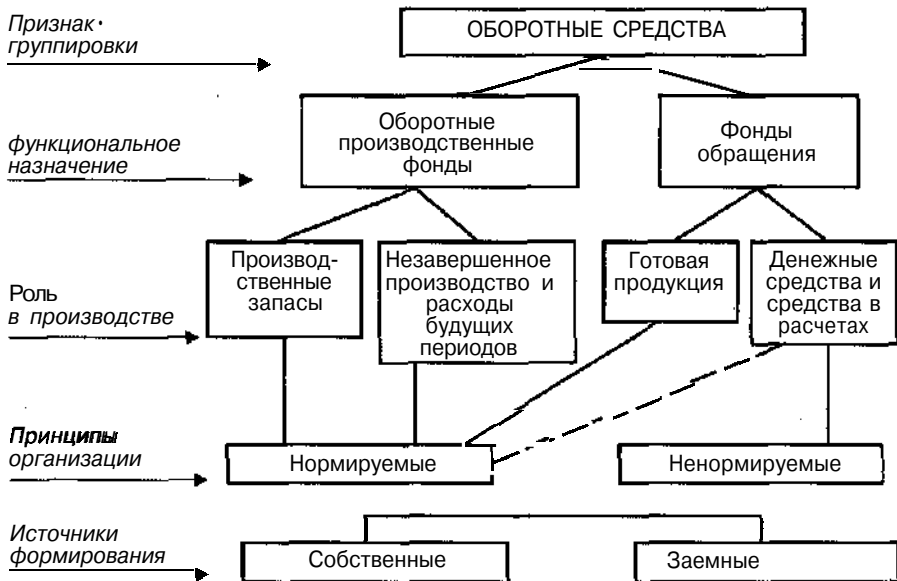 Признак
группировки
ОБОРОТНЫЕ СРЕДСТВА
функциональное
назначение
Оборотные
производственные
фонды
Фонды
обращения
Роль
в производстве
Производ-
ственные
запасы
Незавершенное
производство и
расходы
будущих
периодов
Готовая
продукция
Денежные
средства и
средства в
расчетах
Принципы
организации
Нормируемые
Ненормируемые
Источники
формирования
Собственные
Заемные